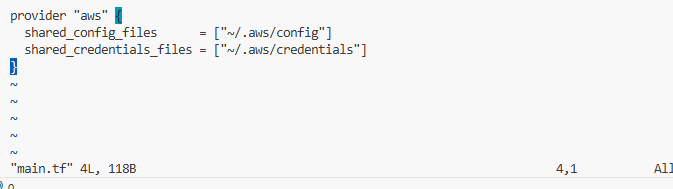 provider "aws" {
  shared_config_files      = ["~/.aws/config"]
  shared_credentials_files = ["~/.aws/credentials"]
}
~
~
~
~
~
"main.tf" 4L, 118B 4,1 All